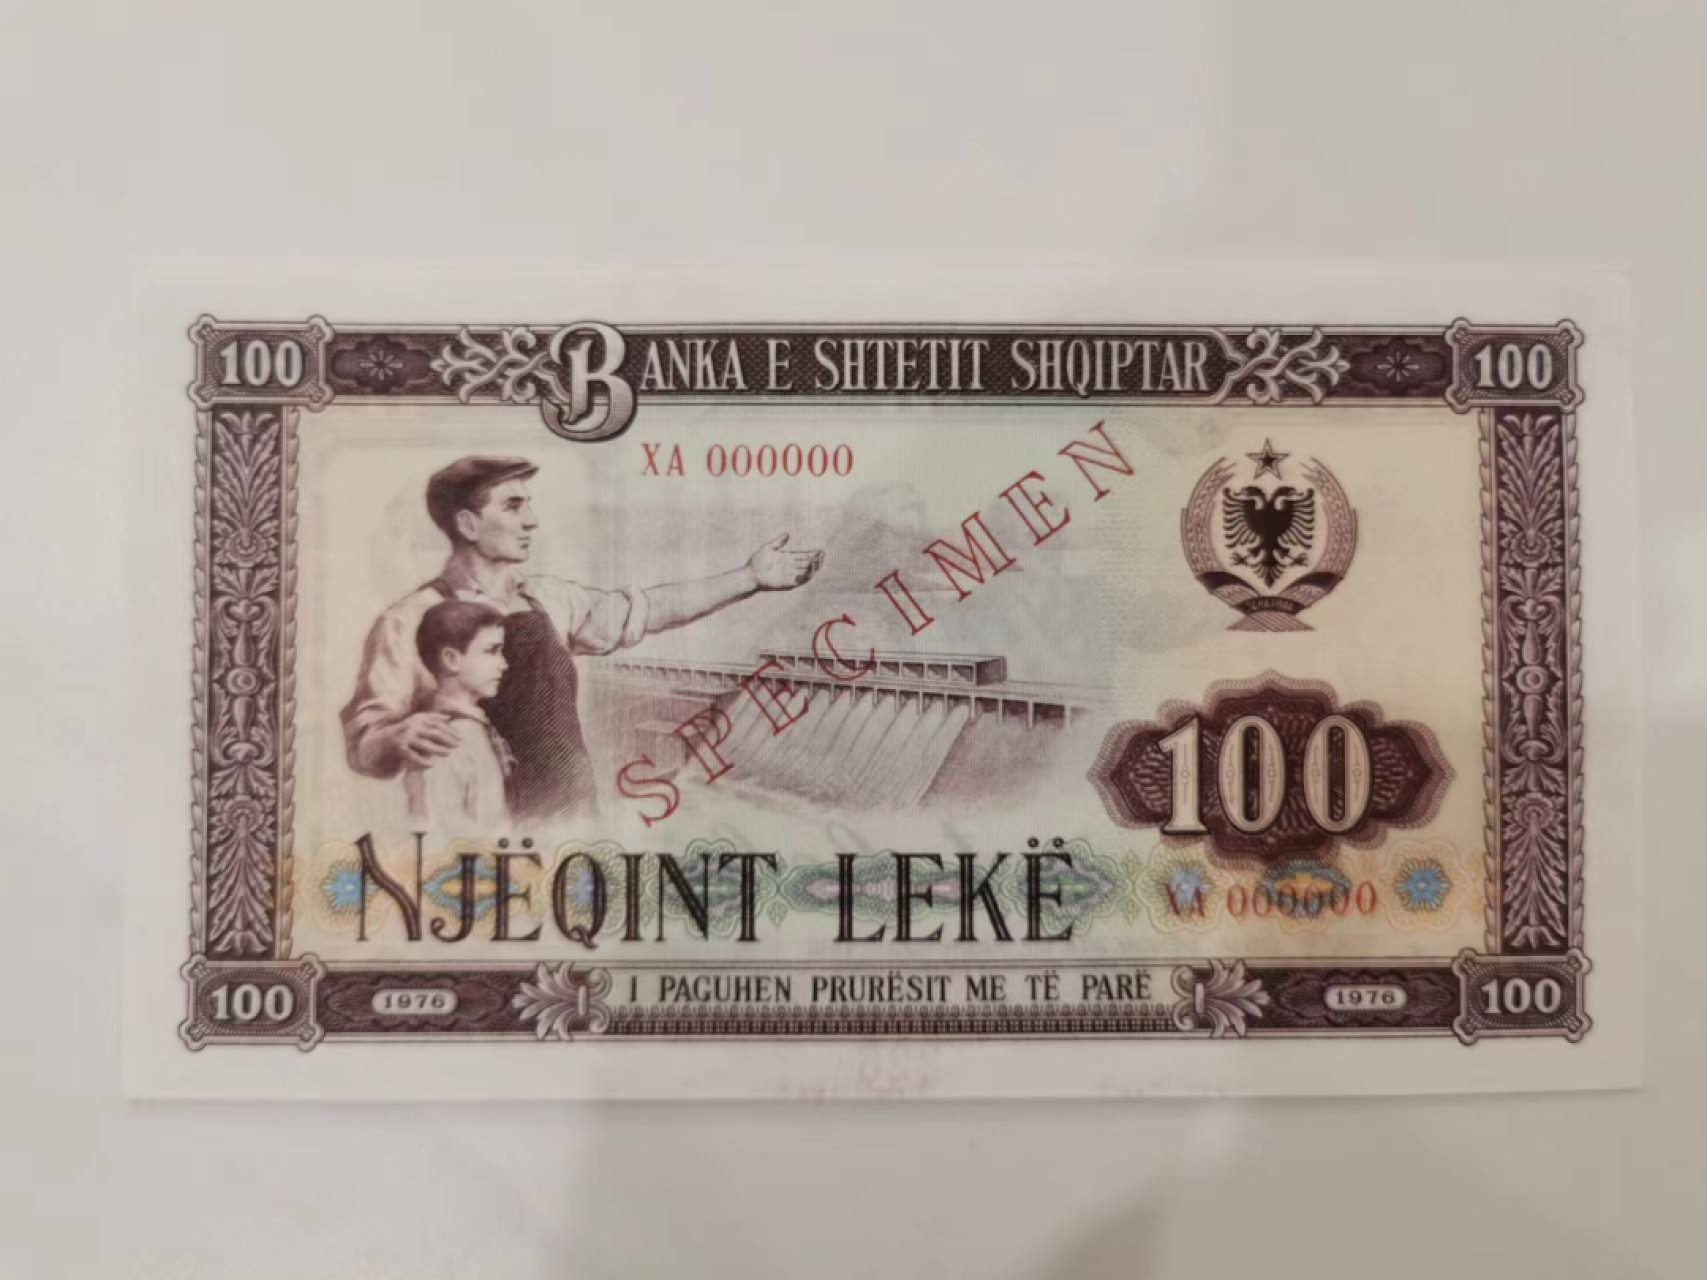 100 BANKA E SHTETIT SHQIPTAR 100
XA 000000
SPECIMEN
100
NJËQINT LEKË
XA 000000
100 1976 I PAGUHEN PRURËSIT ME TË PARË 1976 100